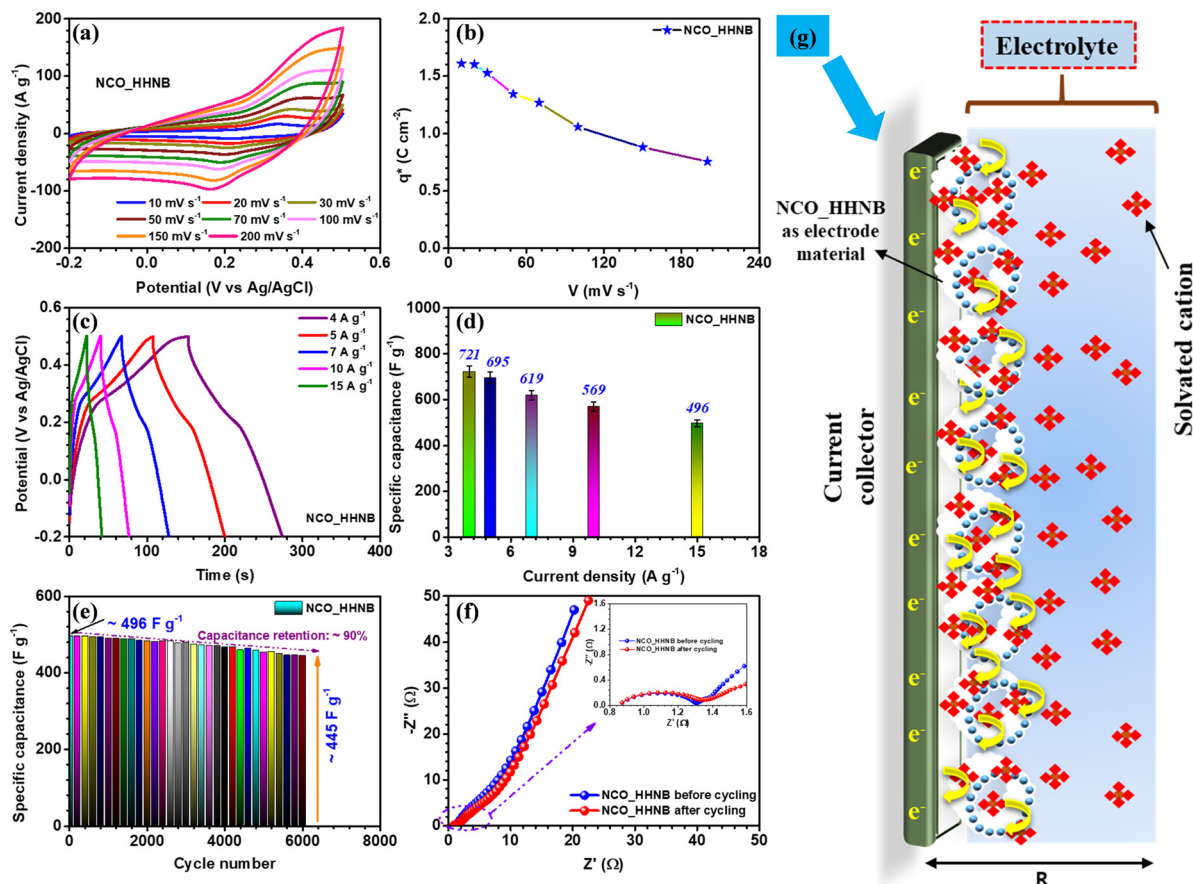 (a)
NCO_HHNB
Current density (A g⁻¹)
200
100
0
-100
-200
-0.2 0.0 0.2 0.4 0.6
10 mV s⁻¹ 20 mV s⁻¹ 30 mV s⁻¹
50 mV s⁻¹ 70 mV s⁻¹ 100 mV s⁻¹
150 mV s⁻¹ 200 mV s⁻¹
Potential (V vs Ag/AgCl)
(b)
NCO_HHNB
q* (C cm⁻²)
2.0
1.6
1.2
0.8
0.4
0.0
0 60 120 180 240
V (mV s⁻¹)
(c)
4 A g⁻¹
5 A g⁻¹
7 A g⁻¹
10 A g⁻¹
15 A g⁻¹
NCO_HHNB
Potential (V vs Ag/AgCl)
0.6
0.4
0.2
0.0
-0.2
0 100 200 300 400
Time (s)
(d)
NCO_HHNB
Specific capacitance (F g⁻¹)
1000
800
600
400
200
0
721 695 619 569 496
3 6 9 12 15 18
Current density (A g⁻¹)
(e)
NCO_HHNB
~ 496 F g⁻¹
Capacitance retention: ~ 90%
~ 445 F g⁻¹
Specific capacitance (F g⁻¹)
600
400
200
0
0 2000 4000 6000 8000
Cycle number
(f)
-Z'' (Ω)
-50
40
30
20
10
0
0 10 20 30 40 50
Z' (Ω)
NCO_HHNB before cycling
NCO_HHNB after cycling
-Z'' (Ω)
1.6
1.2
0.8
0.4
0.0
0.8 1.0 1.2 1.4 1.6
Z' (Ω)
NCO_HHNB before cycling
NCO_HHNB after cycling
(g)
Electrolyte
NCO_HHNB
as electrode
material
Current
collector
e⁻
e⁻
e⁻
e⁻
e⁻
e⁻
e⁻
e⁻
e⁻
e⁻
Solvated cation
R